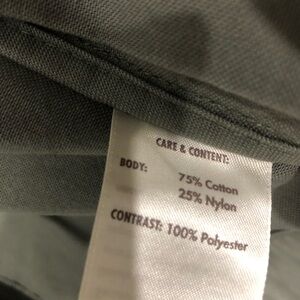 CARE & CONTENT:
BODY: 75% Cotton
25% Nylon
CONTRAST: 100% Polyester